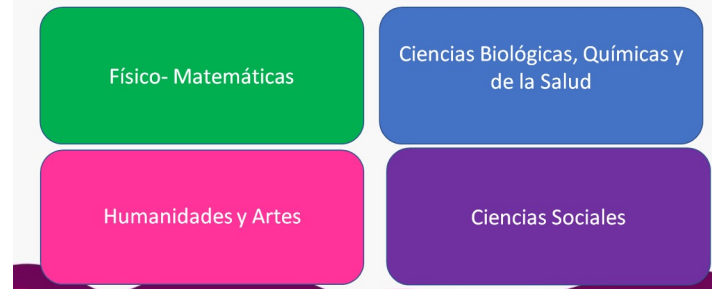 Físico- Matemáticas
Ciencias Biológicas, Químicas y
de la Salud
Humanidades y Artes
Ciencias Sociales